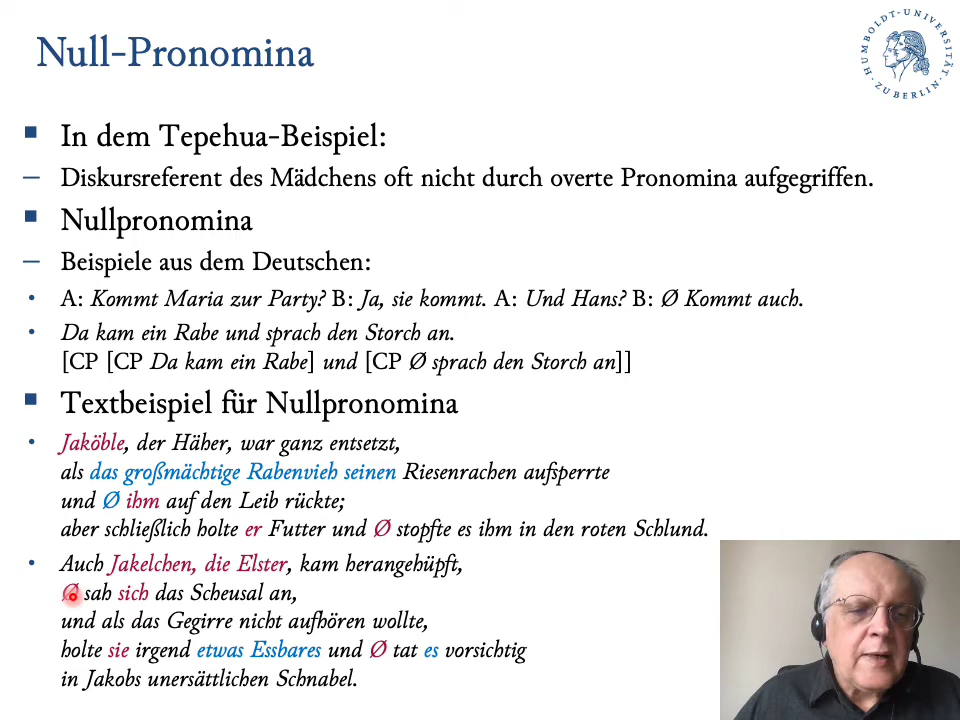 Null-Pronomina
HUMBOLDT-UNIVERSITÄT
ZU BERLIN
■ In dem Tepehua-Beispiel:
– Diskursreferent des Mädchens oft nicht durch overte Pronomina aufgegriffen.
■ Nullpronomina
– Beispiele aus dem Deutschen:
• A: Kommt Maria zur Party? B: Ja, sie kommt. A: Und Hans? B: Ø Kommt auch.
• Da kam ein Rabe und sprach den Storch an.
[CP [CP Da kam ein Rabe] und [CP Ø sprach den Storch an]]
■ Textbeispiel für Nullpronomina
• Jaköble, der Häher, war ganz entsetzt,
als das großmächtige Rabenvieh seinen Riesenrachen aufsperrte
und Ø ihm auf den Leib rückte;
aber schließlich holte er Futter und Ø stopfte es ihm in den roten Schlund.
• Auch Jakelchen, die Elster, kam herangehüpft,
Ø sah sich das Scheusal an,
und als das Gegirre nicht aufhören wollte,
holte sie irgend etwas Essbares und Ø tat es vorsichtig
in Jakobs unersättlichen Schnabel.